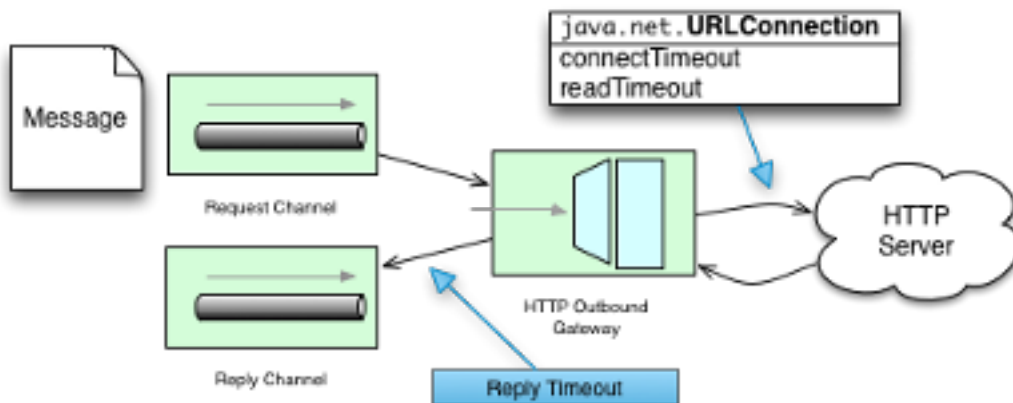 java.net.URLConnection
connectTimeout
readTimeout
Message
Request Channel
HTTP
Server
HTTP Outbound
Gateway
Reply Channel
Reply Timeout